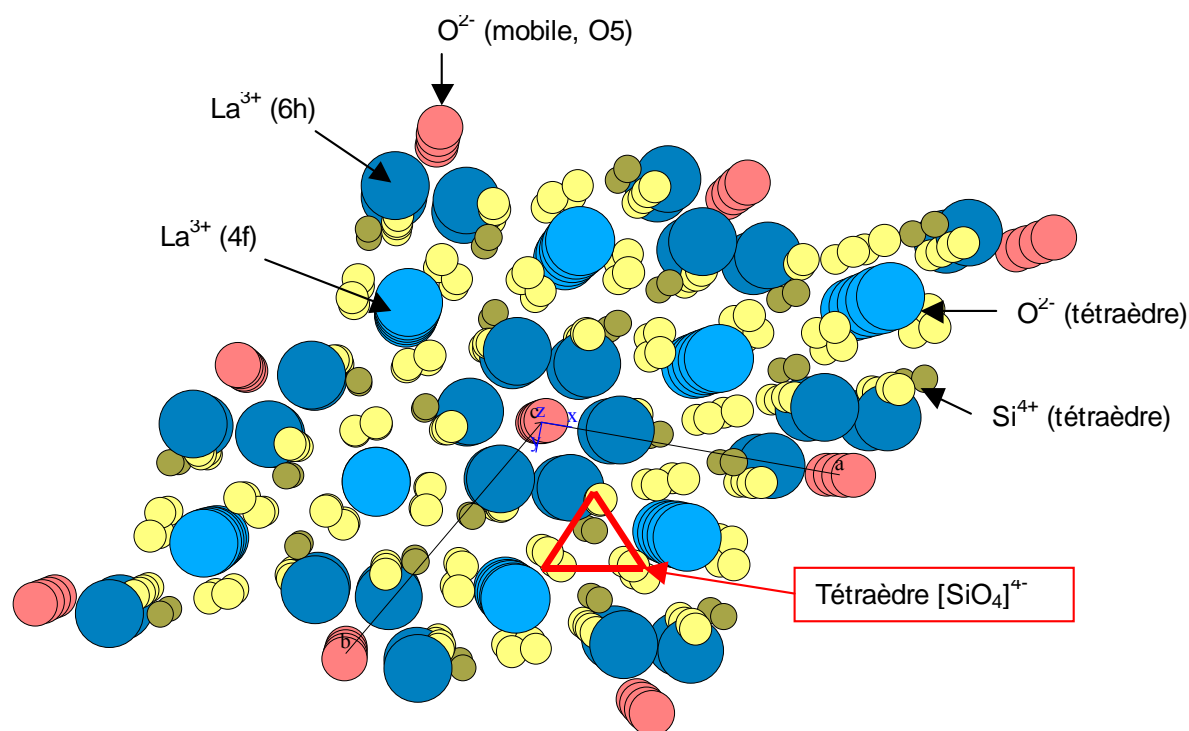 O²⁻ (mobile, O5)
La³⁺ (6h)
La³⁺ (4f)
O²⁻ (tétraèdre)
Si⁴⁺ (tétraèdre)
c z x
y
a
b
Tétraèdre [SiO₄]⁴⁻